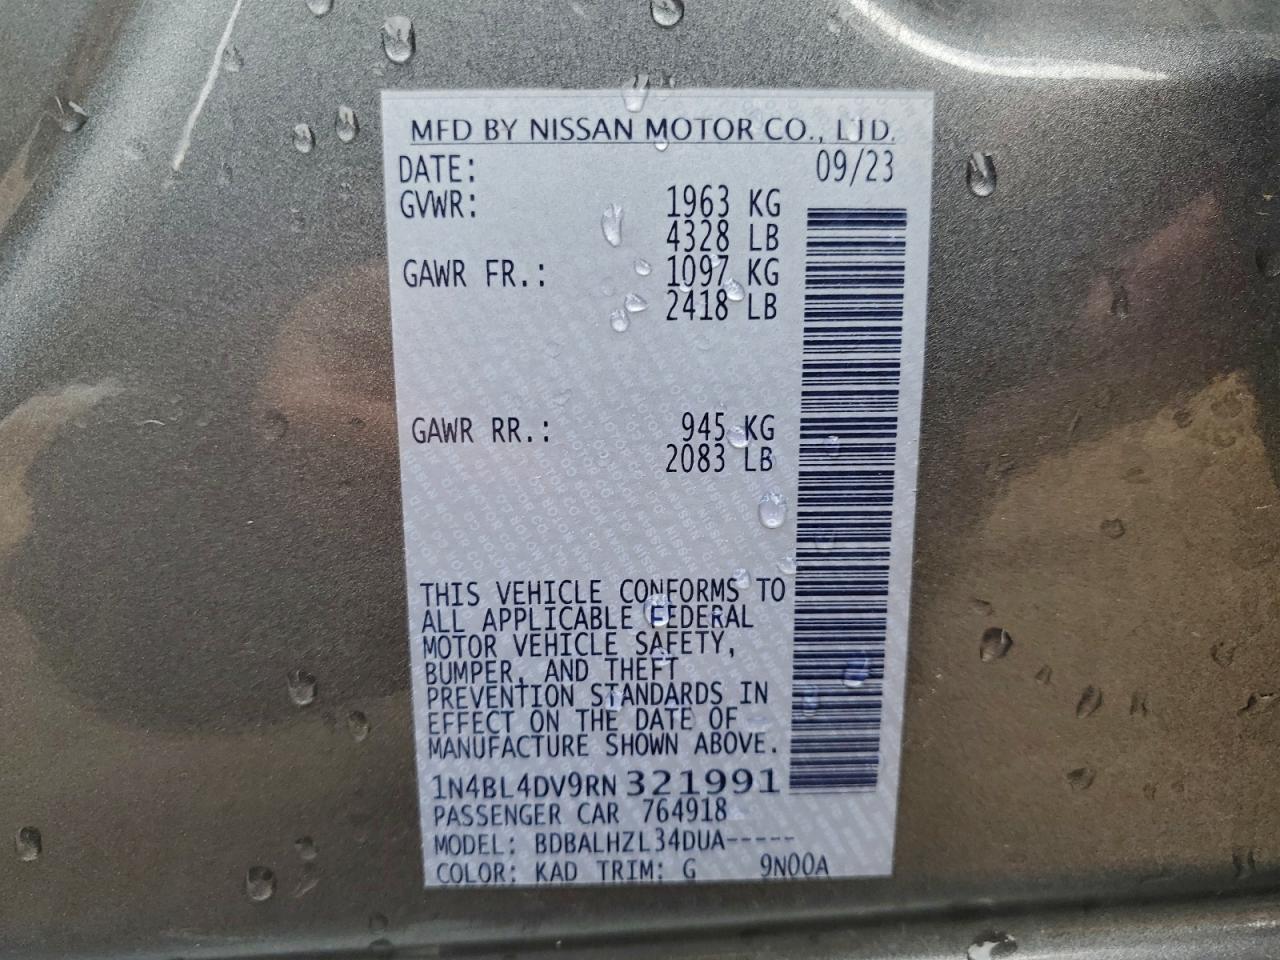 MFD BY NISSAN MOTOR CO., LTD.
DATE: 09/23
GVWR: 1963 KG
4328 LB
GAWR FR.: 1097 KG
2418 LB
GAWR RR.: 945 KG
2083 LB
THIS VEHICLE CONFORMS TO
ALL APPLICABLE FEDERAL
MOTOR VEHICLE SAFETY,
BUMPER, AND THEFT
PREVENTION STANDARDS IN
EFFECT ON THE DATE OF
MANUFACTURE SHOWN ABOVE.
1N4BL4DV9RN321991
PASSENGER CAR 764918
MODEL: BDBALHZL34DUA-----
COLOR: KAD TRIM: G 9N00A